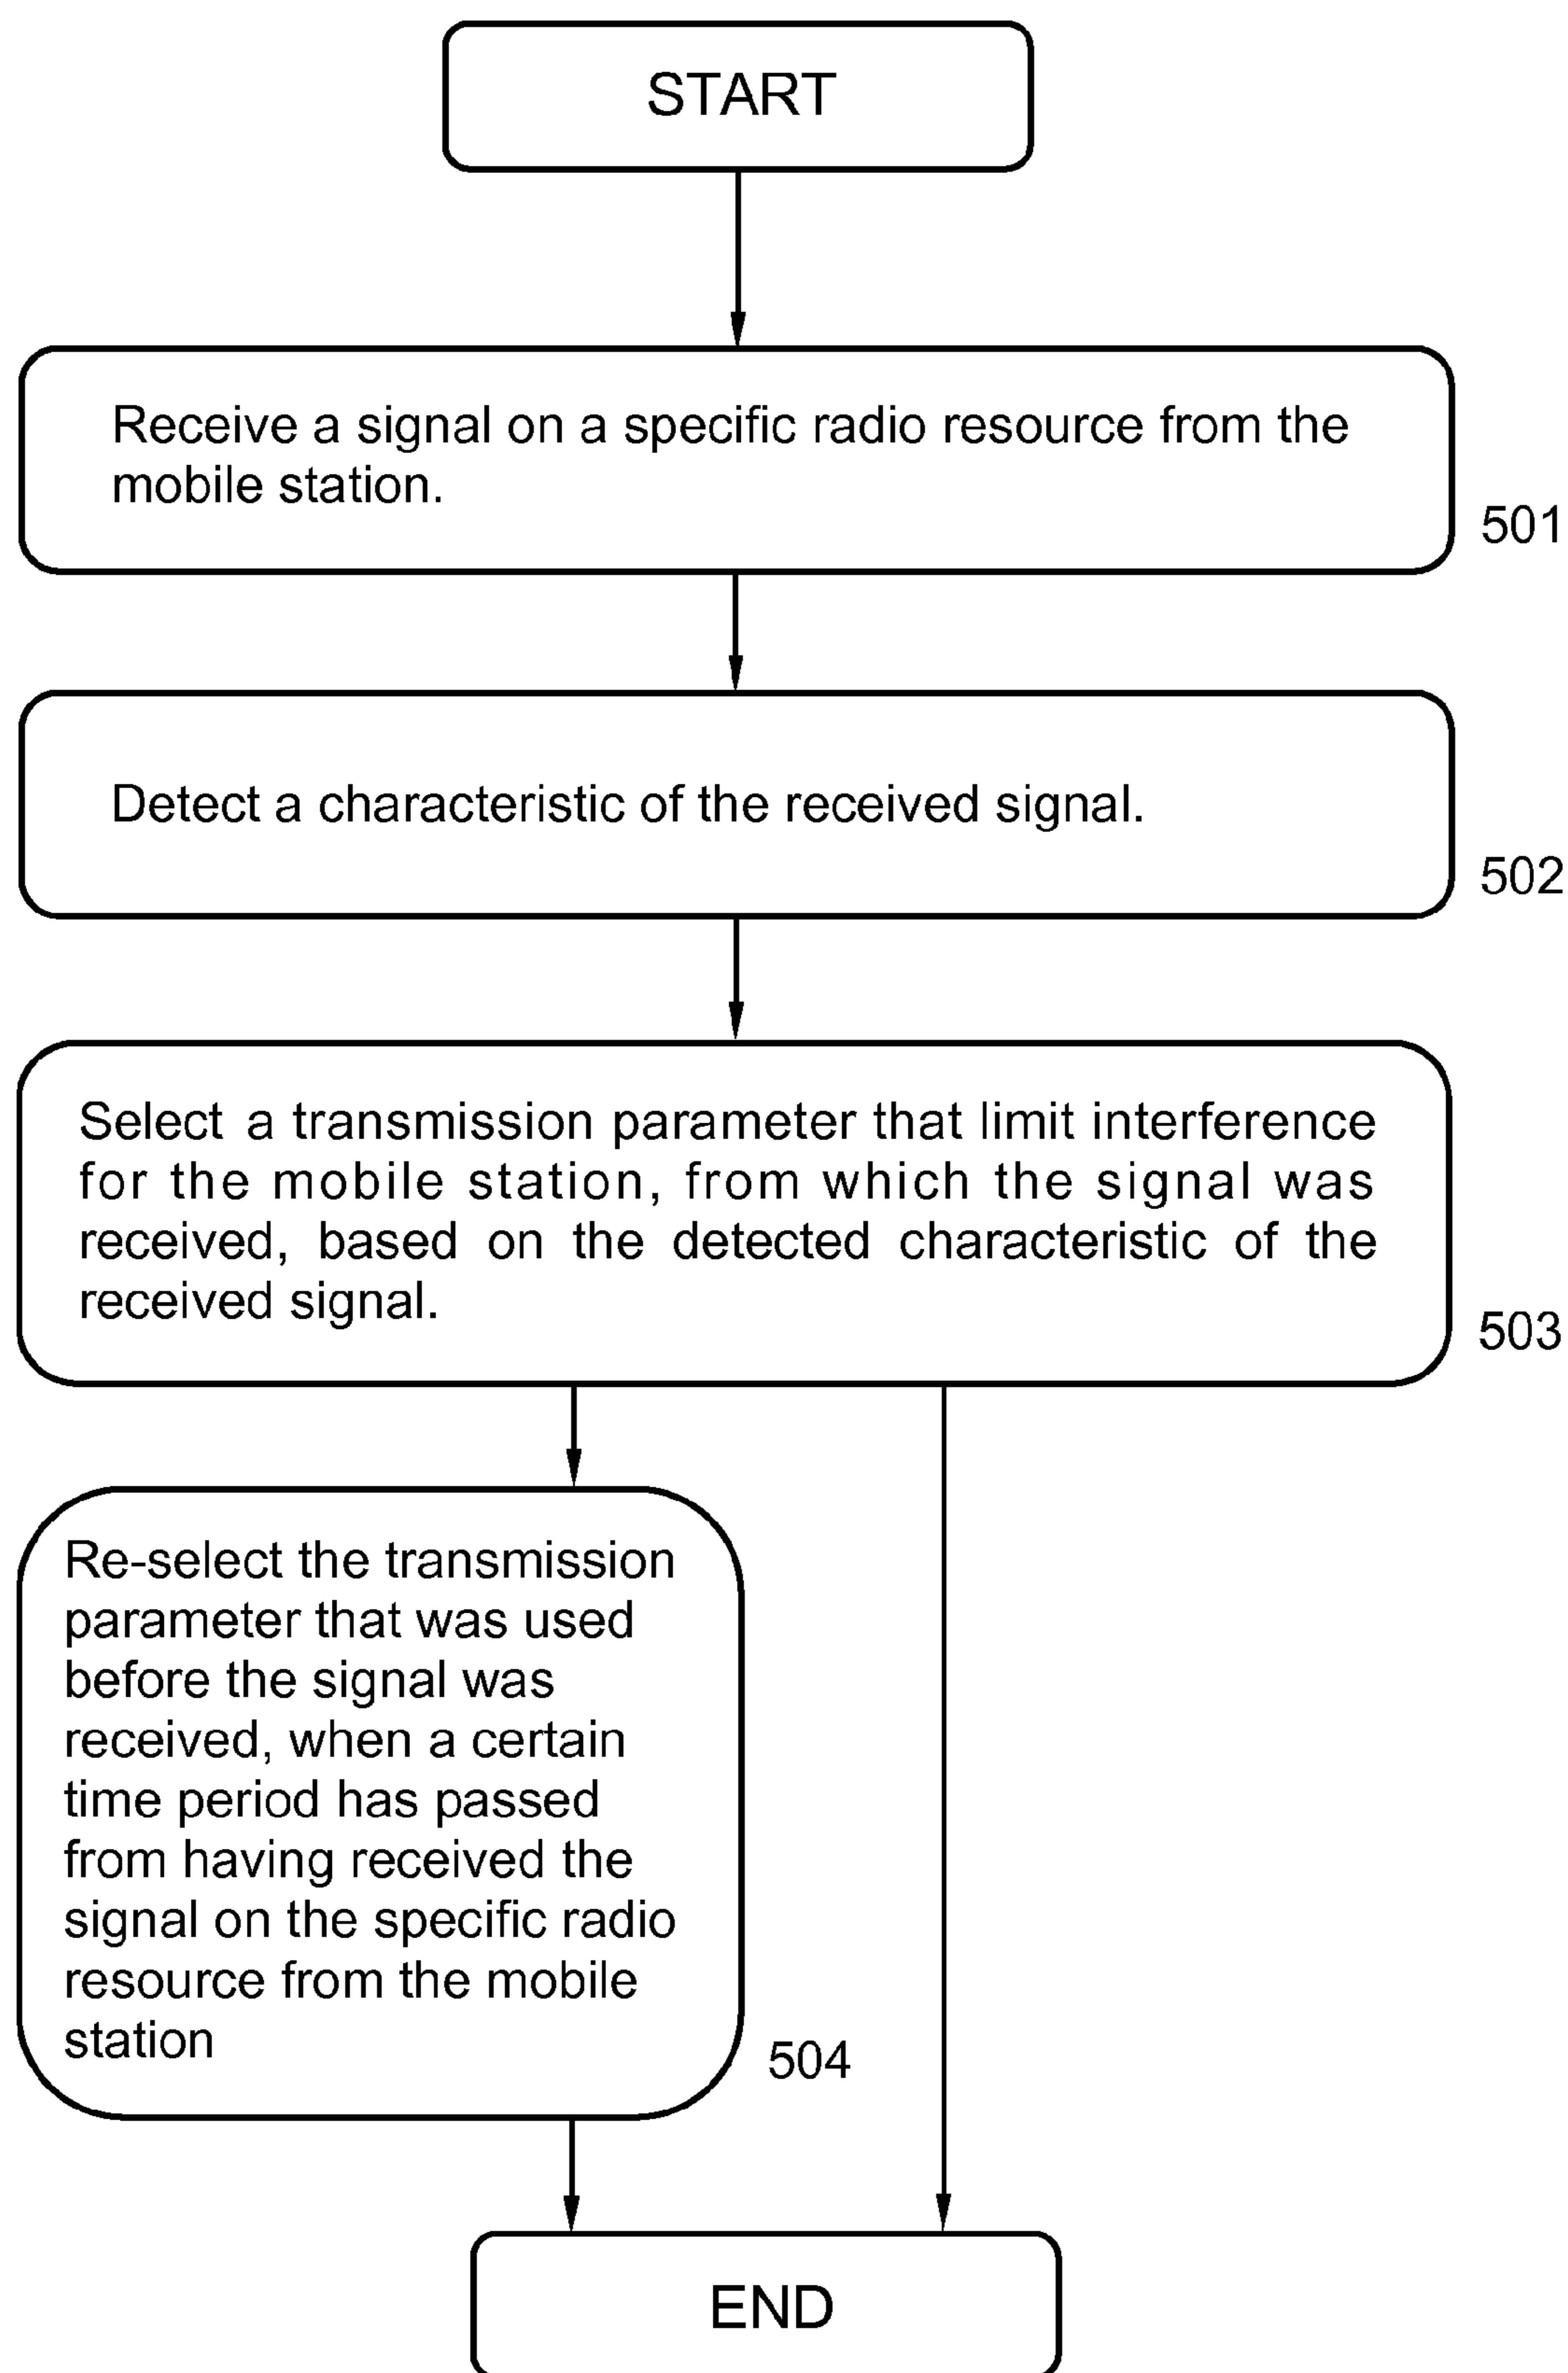 START
Receive a signal on a specific radio resource from the
mobile station.
501
Detect a characteristic of the received signal.
502
Select a transmission parameter that limit interference
for the mobile station, from which the signal was
received, based on the detected characteristic of the
received signal.
503
Re-select the transmission
parameter that was used
before the signal was
received, when a certain
time period has passed
from having received the
signal on the specific radio
resource from the mobile
station
504
END